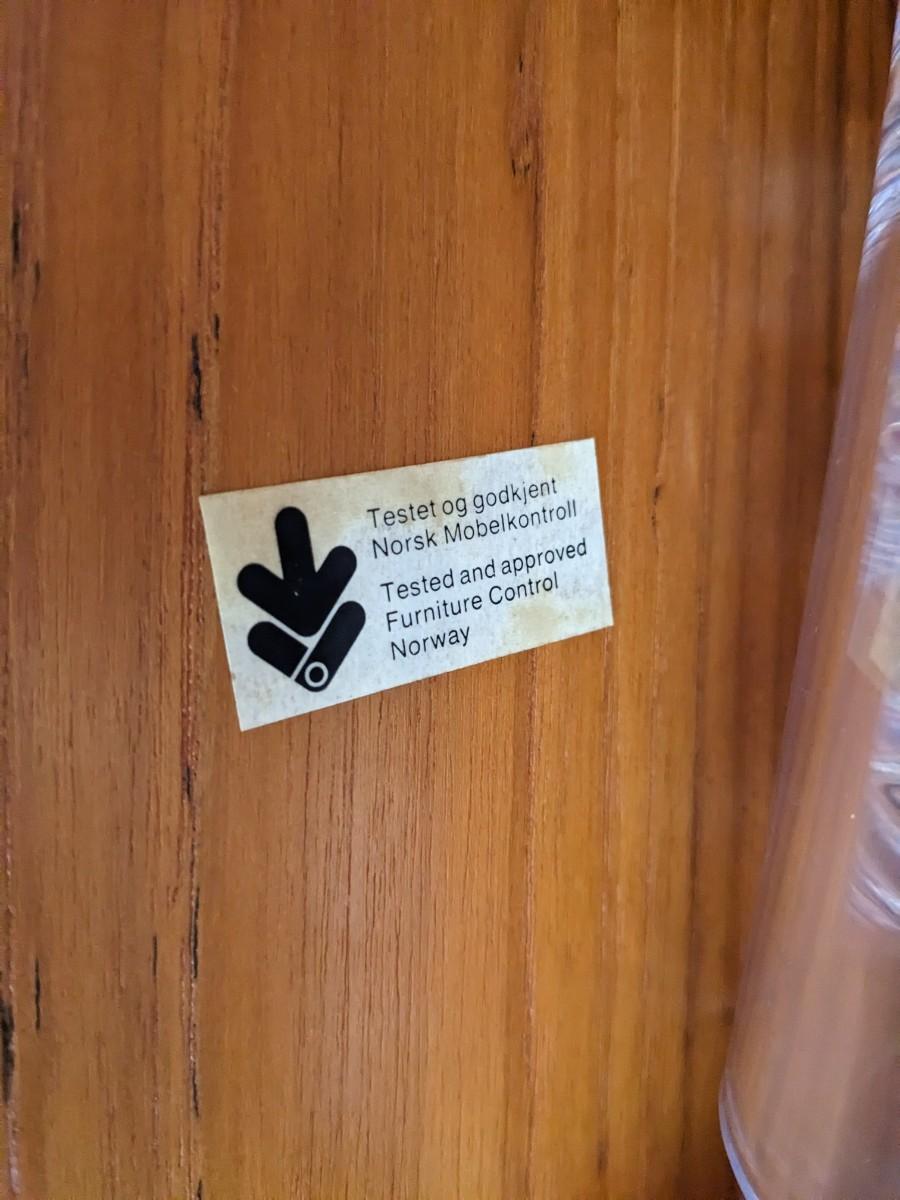 Testet og godkjent
Norsk Mobelkontroll
Tested and approved
Furniture Control
Norway